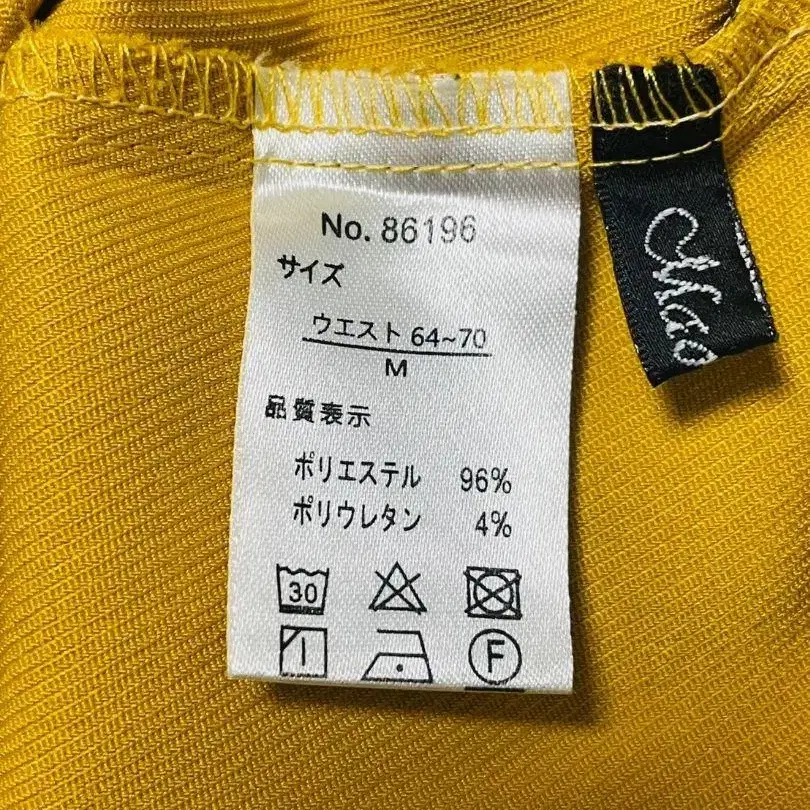 No. 86196
サイズ
ウエスト 64~70
M
品質表示
ポリエステル 96%
ポリウレタン 4%
30
F